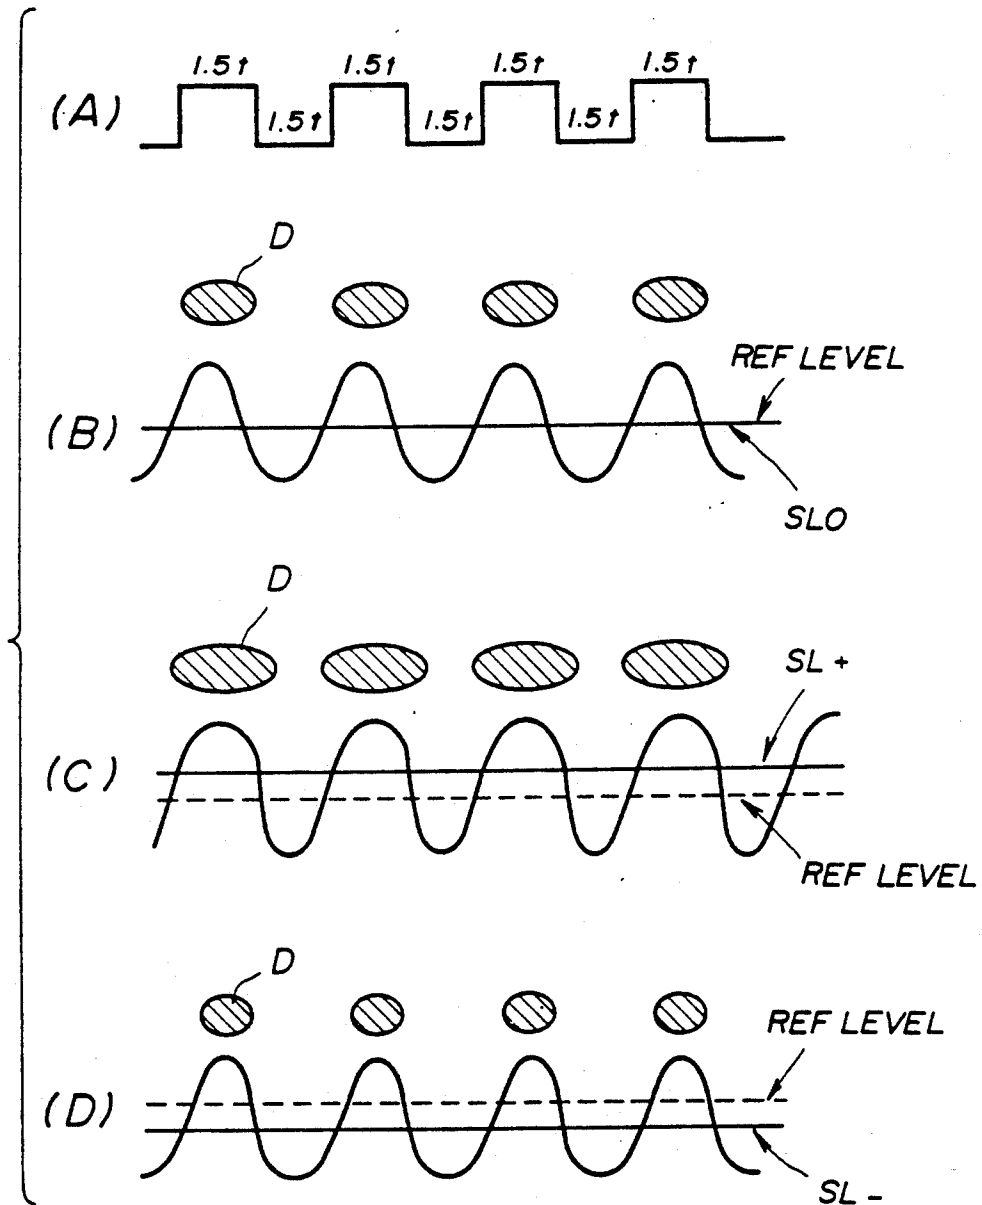 1.5t 1.5t 1.5t 1.5t
(A)
1.5t 1.5t 1.5t
D
REF LEVEL
(B)
SLO
D
SL +
(C)
REF LEVEL
D
REF LEVEL
(D)
SL -